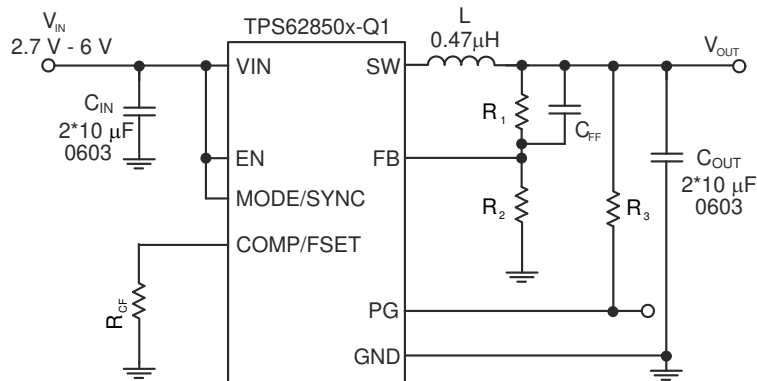 TPS62850x-Q1
V_IN
2.7 V - 6 V
VIN
SW
L
0.47μH
V_OUT
C_IN
2*10 μF
0603
EN
MODE/SYNC
COMP/FSET
FB
PG
GND
R_1
C_FF
R_2
R_3
C_OUT
2*10 μF
0603
R_CF